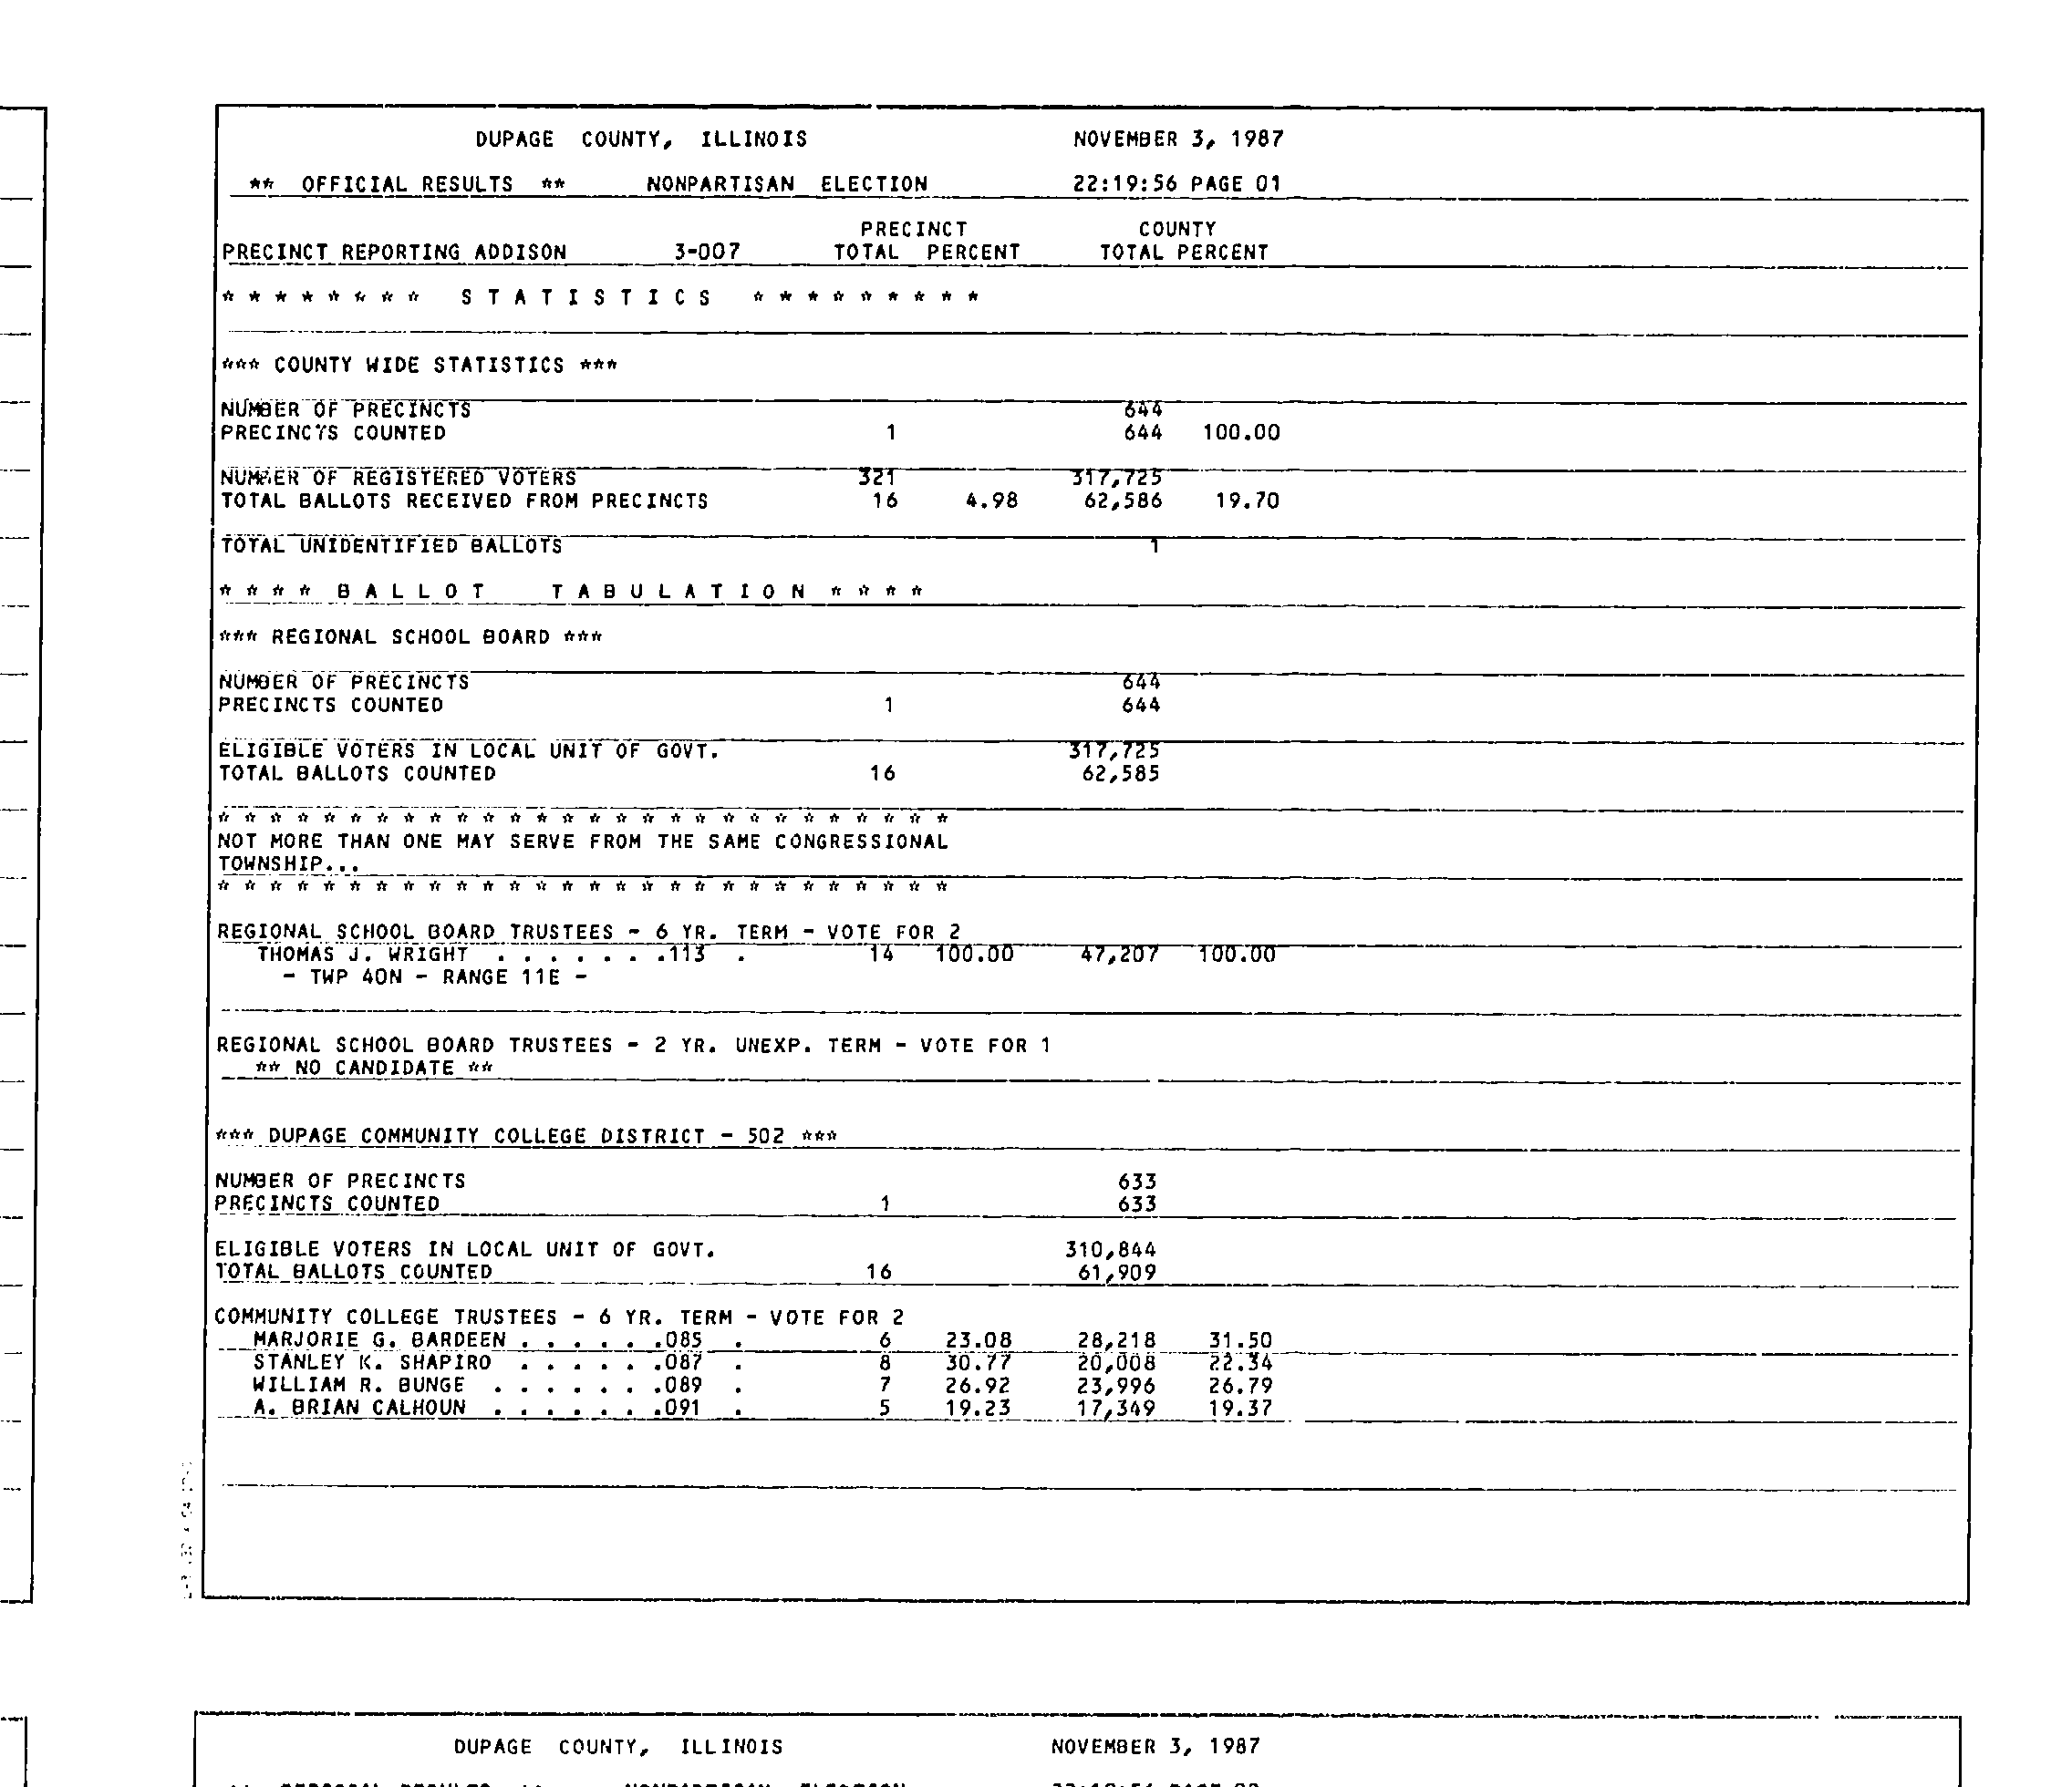 DUPAGE COUNTY, ILLINOIS NOVEMBER 3, 1987
** OFFICIAL RESULTS ** NONPARTISAN ELECTION 22:19:56 PAGE 01
PRECINCT COUNTY
PRECINCT REPORTING ADDISON 3-007 TOTAL PERCENT TOTAL PERCENT
* * * * * * * * S T A T I S T I C S * * * * * * * * *
*** COUNTY WIDE STATISTICS ***
NUMBER OF PRECINCTS 644
PRECINCTS COUNTED 1 644 100.00
NUMBER OF REGISTERED VOTERS 321 317,725
TOTAL BALLOTS RECEIVED FROM PRECINCTS 16 4.98 62,586 19.70
TOTAL UNIDENTIFIED BALLOTS 1
* * * * B A L L O T T A B U L A T I O N * * * *
*** REGIONAL SCHOOL BOARD ***
NUMBER OF PRECINCTS 644
PRECINCTS COUNTED 1 644
ELIGIBLE VOTERS IN LOCAL UNIT OF GOVT. 317,725
TOTAL BALLOTS COUNTED 16 62,585
* * * * * * * * * * * * * * * * * * * * * * * * * * * *
NOT MORE THAN ONE MAY SERVE FROM THE SAME CONGRESSIONAL
TOWNSHIP...
* * * * * * * * * * * * * * * * * * * * * * * * * * * *
REGIONAL SCHOOL BOARD TRUSTEES - 6 YR. TERM - VOTE FOR 2
THOMAS J. WRIGHT . . . . . . .113 . 14 100.00 47,207 100.00
- TWP 40N - RANGE 11E -
REGIONAL SCHOOL BOARD TRUSTEES - 2 YR. UNEXP. TERM - VOTE FOR 1
** NO CANDIDATE **
*** DUPAGE COMMUNITY COLLEGE DISTRICT - 502 ***
NUMBER OF PRECINCTS 633
PRECINCTS COUNTED 1 633
ELIGIBLE VOTERS IN LOCAL UNIT OF GOVT. 310,844
TOTAL BALLOTS COUNTED 16 61,909
COMMUNITY COLLEGE TRUSTEES - 6 YR. TERM - VOTE FOR 2
MARJORIE G. BARDEEN . . . . . .085 . 6 23.08 28,218 31.50
STANLEY K. SHAPIRO . . . . . .087 . 8 30.77 20,008 22.34
WILLIAM R. BUNGE . . . . . . .089 . 7 26.92 23,996 26.79
A. BRIAN CALHOUN . . . . . . .091 . 5 19.23 17,349 19.37
DUPAGE COUNTY, ILLINOIS NOVEMBER 3, 1987